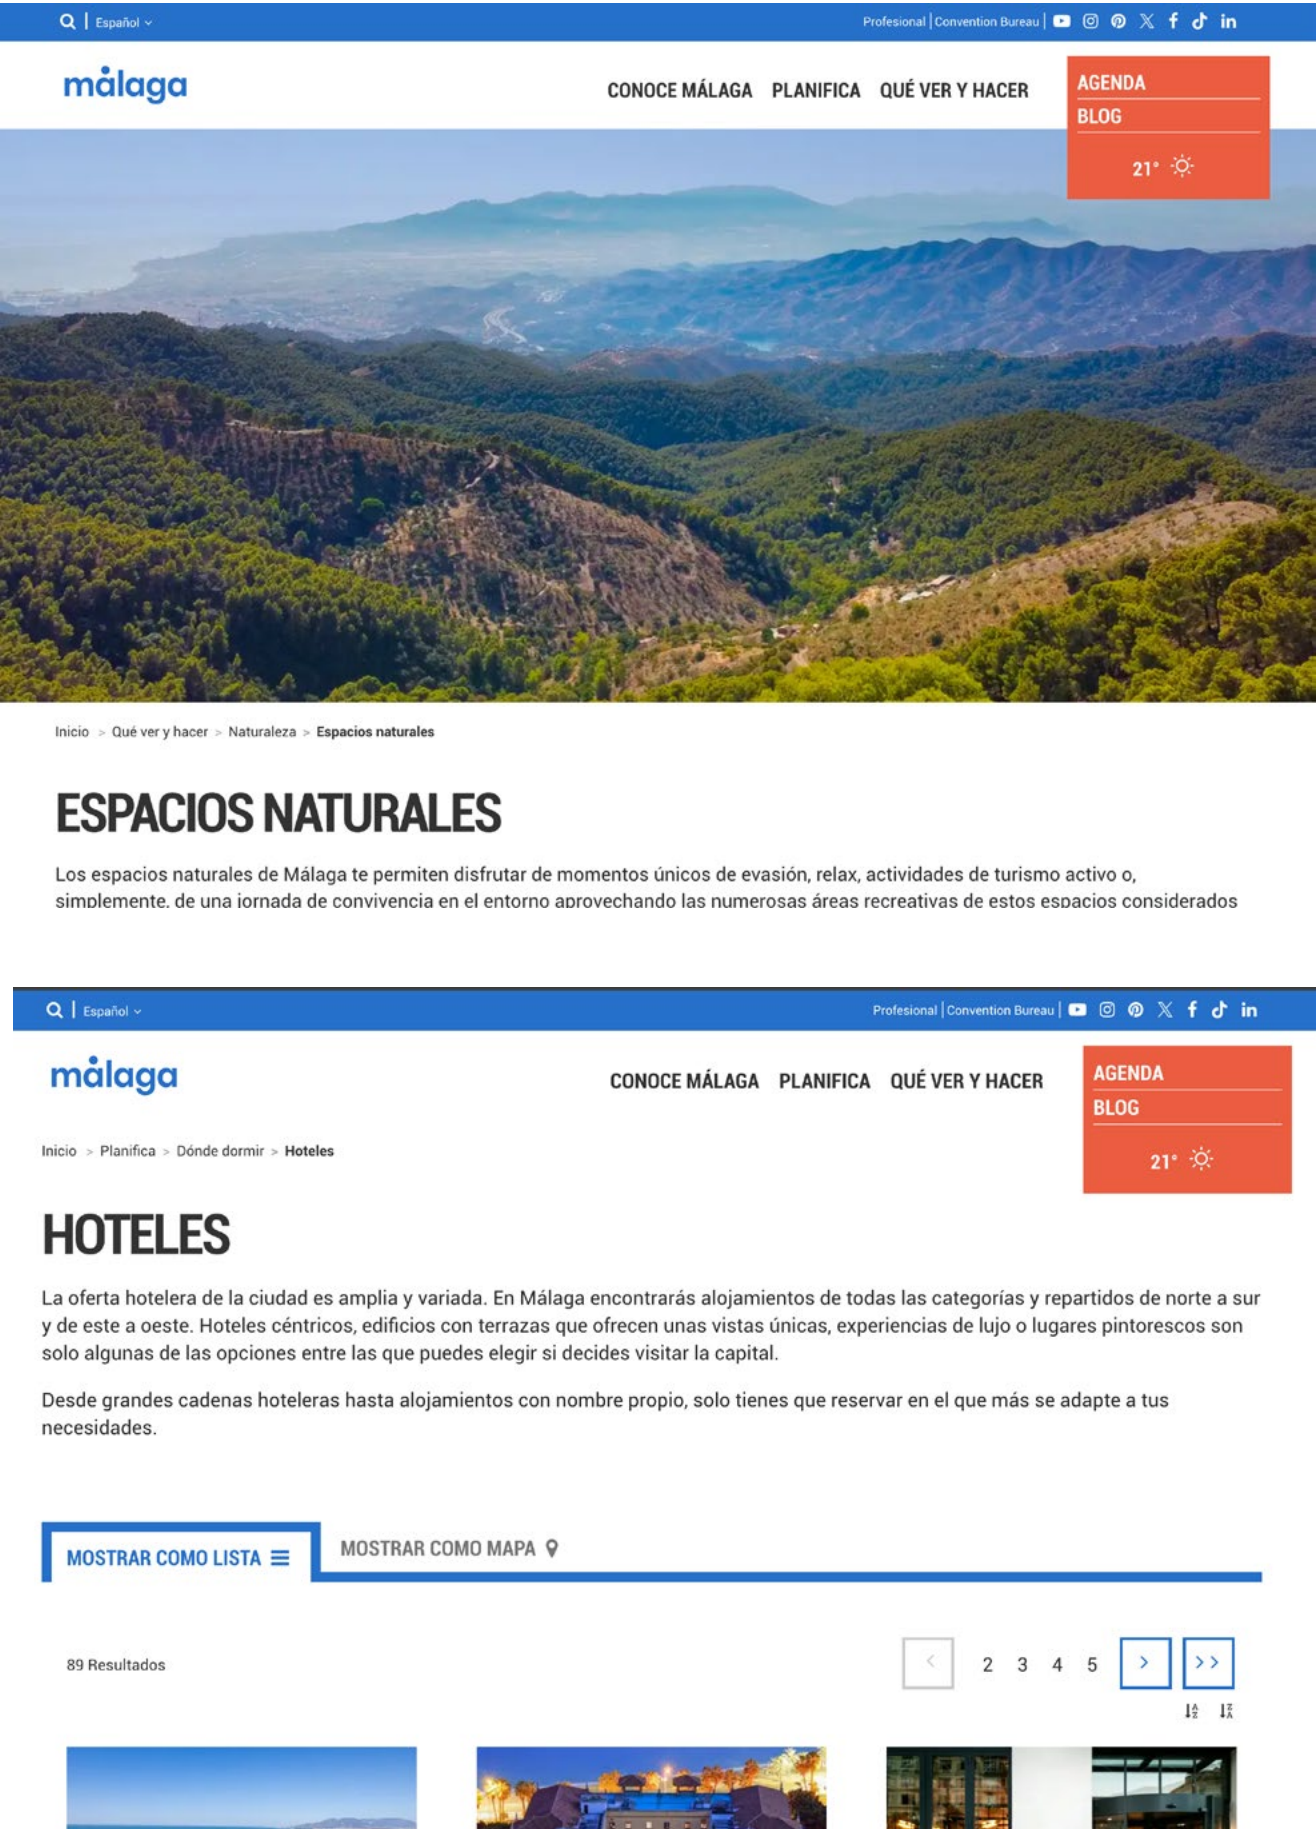 Español
Profesional | Convention Bureau |
målaga
CONOCE MÁLAGA PLANIFICA QUÉ VER Y HACER
AGENDA
BLOG
21°
Inicio > Qué ver y hacer > Naturaleza > Espacios naturales
ESPACIOS NATURALES
Los espacios naturales de Málaga te permiten disfrutar de momentos únicos de evasión, relax, actividades de turismo activo o,
simplemente, de una jornada de convivencia en el entorno aprovechando las numerosas áreas recreativas de estos espacios considerados
Español
Profesional | Convention Bureau |
målaga
CONOCE MÁLAGA PLANIFICA QUÉ VER Y HACER
AGENDA
BLOG
21°
Inicio > Planifica > Dónde dormir > Hoteles
HOTELES
La oferta hotelera de la ciudad es amplia y variada. En Málaga encontrarás alojamientos de todas las categorías y repartidos de norte a sur
y de este a oeste. Hoteles céntricos, edificios con terrazas que ofrecen unas vistas únicas, experiencias de lujo o lugares pintorescos son
solo algunas de las opciones entre las que puedes elegir si decides visitar la capital.
Desde grandes cadenas hoteleras hasta alojamientos con nombre propio, solo tienes que reservar en el que más se adapte a tus
necesidades.
MOSTRAR COMO LISTA
MOSTRAR COMO MAPA
89 Resultados
< 2 3 4 5 > >>
A Z Z A